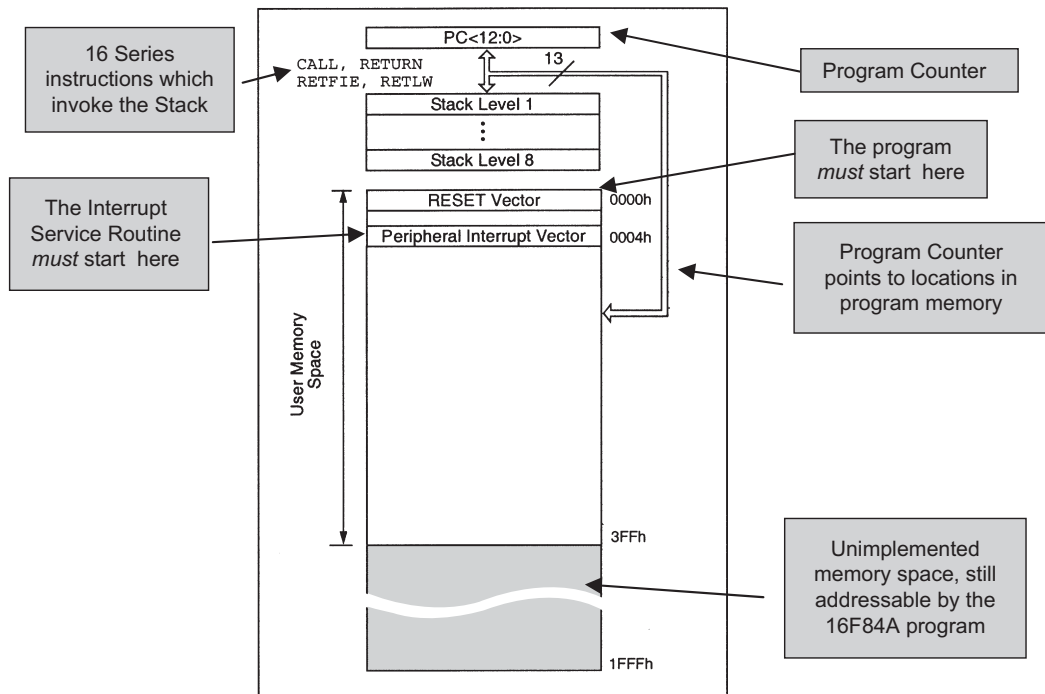 16 Series
instructions which
invoke the Stack
CALL, RETURN
RETFIE, RETLW
PC<12:0>
13
Program Counter
Stack Level 1
Stack Level 8
The program
must start here
The Interrupt
Service Routine
must start here
RESET Vector
0000h
Peripheral Interrupt Vector
0004h
Program Counter
points to locations in
program memory
User Memory
Space
3FFh
Unimplemented
memory space, still
addressable by the
16F84A program
1FFFh